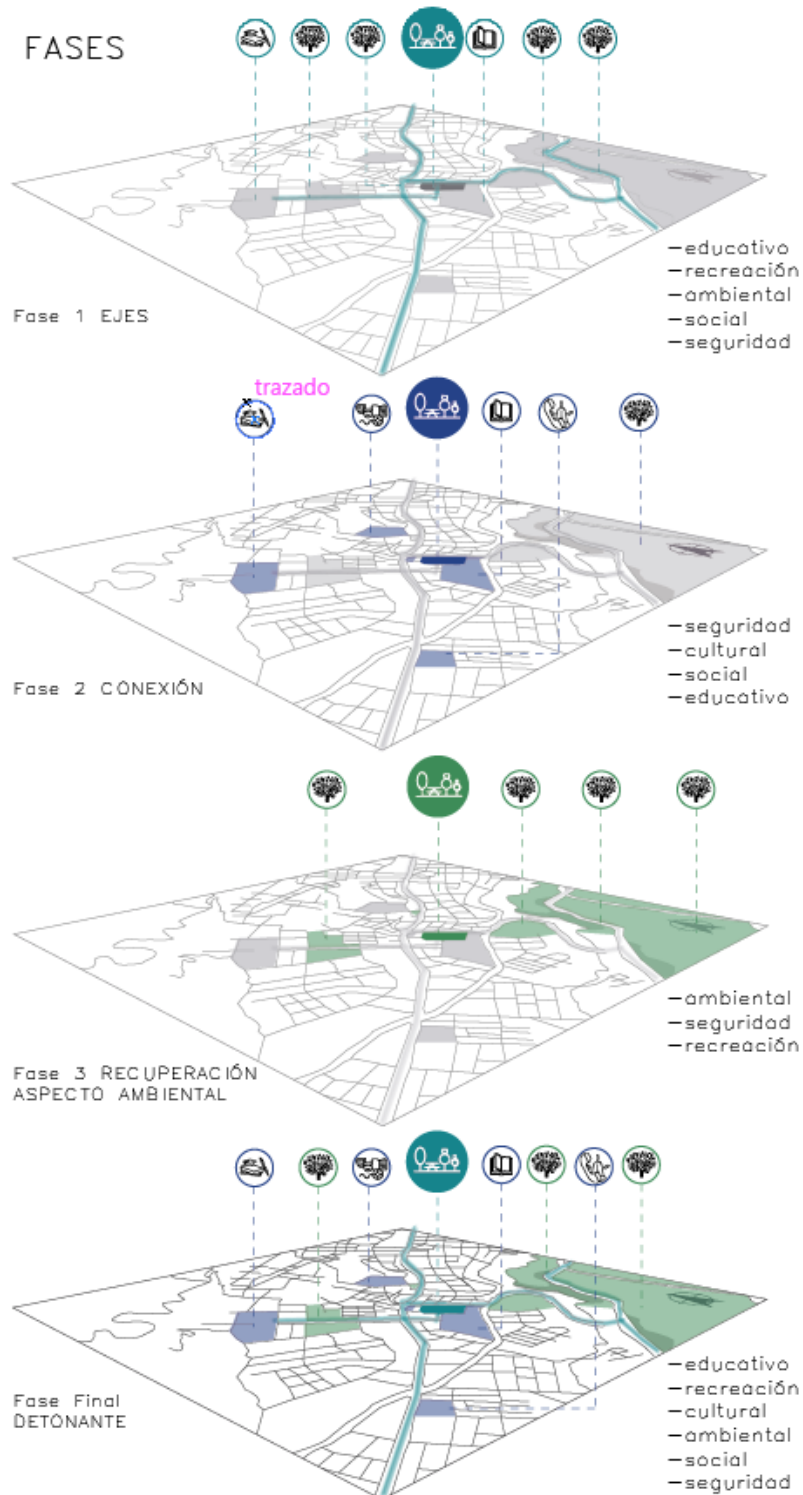 FASES
—educativo
—recreación
—ambiental
—social
—seguridad
Fase 1 EJES
trazado
—seguridad
—cultural
—social
—educativo
Fase 2 CONEXIÓN
—ambiental
—seguridad
—recreación
Fase 3 RECUPERACIÓN
ASPECTO AMBIENTAL
—educativo
—recreación
—cultural
—ambiental
—social
—seguridad
Fase Final
DETONANTE